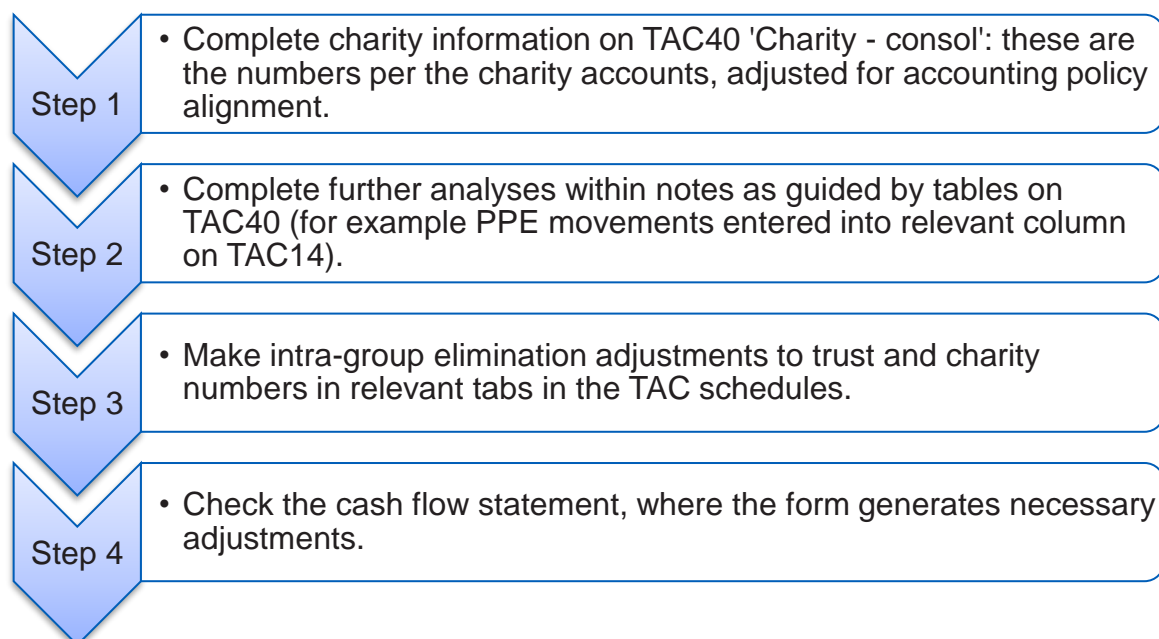 Step 1
• Complete charity information on TAC40 'Charity - consol': these are
the numbers per the charity accounts, adjusted for accounting policy
alignment.
Step 2
• Complete further analyses within notes as guided by tables on
TAC40 (for example PPE movements entered into relevant column
on TAC14).
Step 3
• Make intra-group elimination adjustments to trust and charity
numbers in relevant tabs in the TAC schedules.
Step 4
• Check the cash flow statement, where the form generates necessary
adjustments.